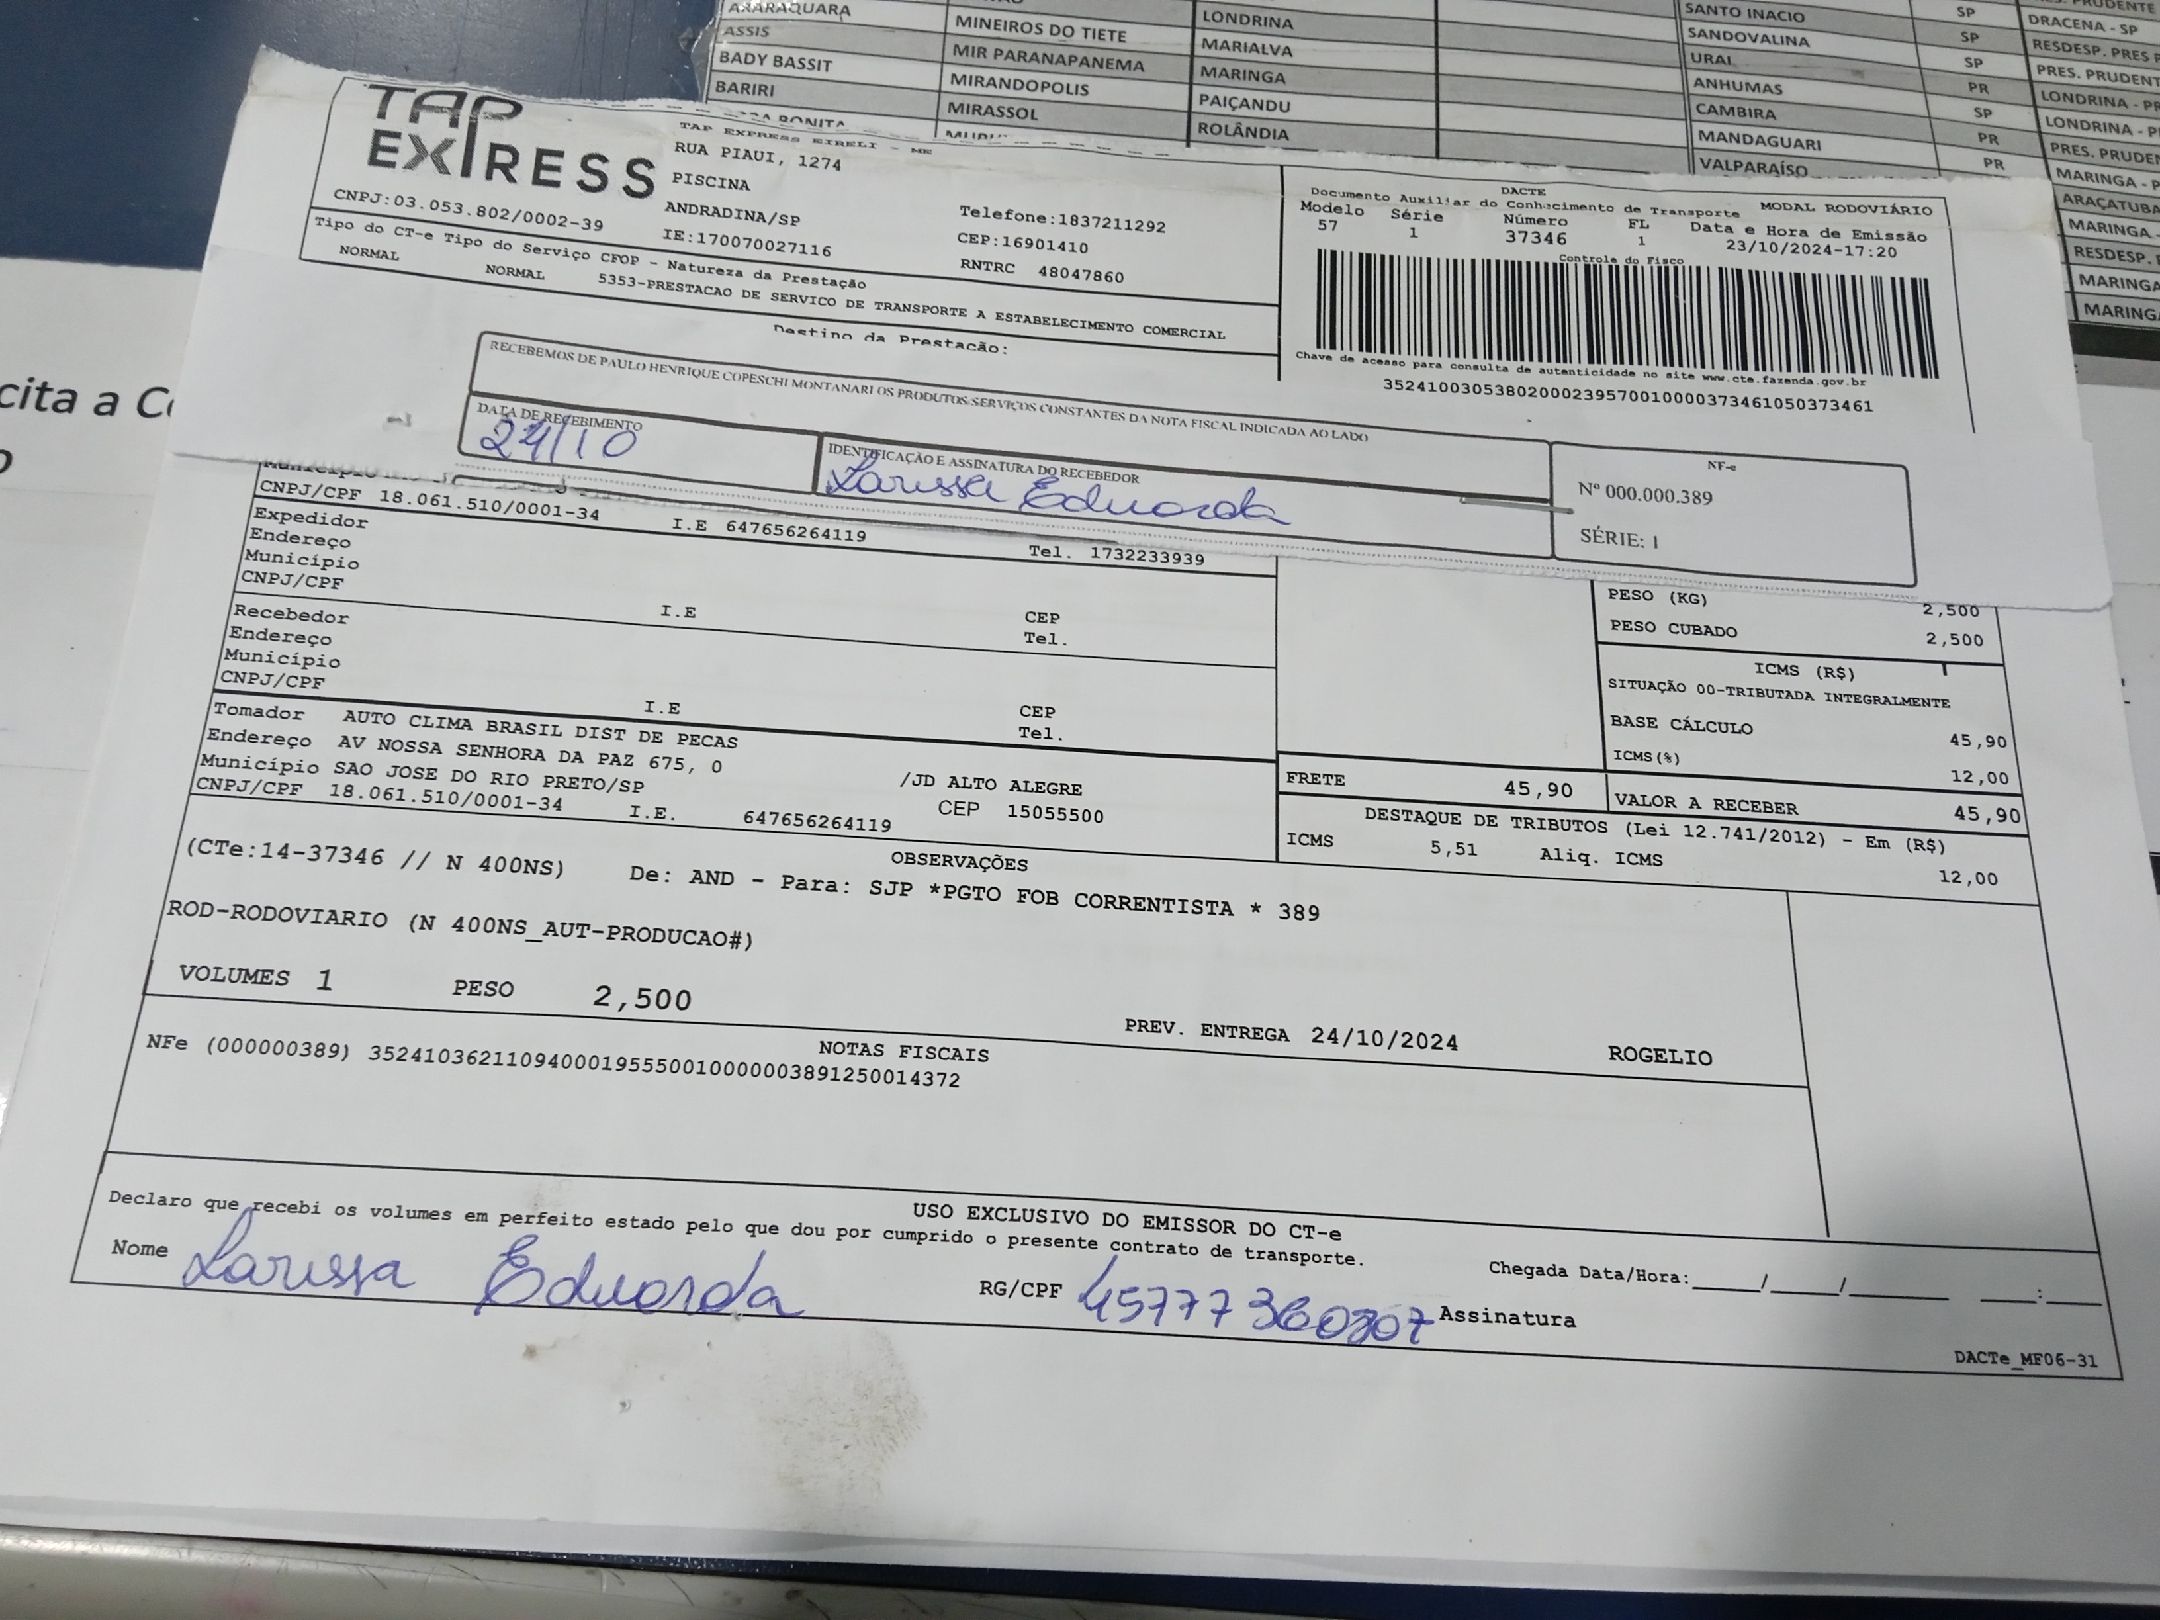 ARARAQUARA
ASSIS
BADY BASSIT
BARIRI
MINEIROS DO TIETE
MIR PARANAPANEMA
MIRANDOPOLIS
MIRASSOL
LONDRINA
MARIALVA
MARINGA
PAIÇANDU
ROLÂNDIA
SANTO INACIO
SANDOVALINA
URAI
ANHUMAS
CAMBIRA
MANDAGUARI
VALPARAÍSO
SP
SP
SP
PR
SP
PR
PR
DRACENA - SP
cita a
TAP EXPRESS
TAP EXPRESS EIRELI - ME
RUA PIAUI, 1274
PISCINA
ANDRADINA/SP
IE:170070027116
Telefone:1837211292
CEP:16901410
RNTRC 48047860
CNPJ:03.053.802/0002-39
Tipo do CT-e Tipo do Serviço CFOP - Natureza da Prestação
NORMAL NORMAL 5353-PRESTACAO DE SERVICO DE TRANSPORTE A ESTABELECIMENTO COMERCIAL
Destino da Prestação:
DACTE
Documento Auxiliar do Conhecimento de Transporte MODAL RODOVIÁRIO
Modelo Série Número FL Data e Hora de Emissão
57 1 37346 1 23/10/2024-17:20
Controle do Fisco
Chave de acesso para consulta de autenticidade no site www.cte.fazenda.gov.br
35241003053802000239570010000373461050373461
RECEBEMOS DE PAULO HENRIQUE COPESCHI MONTANARI OS PRODUTOS/SERVIÇOS CONSTANTES DA NOTA FISCAL INDICADA AO LADO
DATA DE RECEBIMENTO
24/10
IDENTIFICAÇÃO E ASSINATURA DO RECEBEDOR
Larissa Eduarda
NF-e
Nº 000.000.389
SÉRIE: 1
CNPJ/CPF 18.061.510/0001-34 I.E 647656264119 Tel. 1732233939
Expedidor
Endereço
Município
CNPJ/CPF I.E CEP
Tel.
Recebedor
Endereço
Município
CNPJ/CPF I.E CEP
Tel.
Tomador AUTO CLIMA BRASIL DIST DE PECAS
Endereço AV NOSSA SENHORA DA PAZ 675, 0 /JD ALTO ALEGRE
Município SAO JOSE DO RIO PRETO/SP CEP 15055500
CNPJ/CPF 18.061.510/0001-34 I.E. 647656264119
PESO (KG) 2,500
PESO CUBADO 2,500
ICMS (R$)
SITUAÇÃO 00-TRIBUTADA INTEGRALMENTE
BASE CÁLCULO 45,90
ICMS(%) 12,00
FRETE 45,90 VALOR A RECEBER 45,90
DESTAQUE DE TRIBUTOS (Lei 12.741/2012) - Em (R$)
ICMS 5,51 Aliq. ICMS 12,00
OBSERVAÇÕES
(CTe:14-37346 // N 400NS) De: AND - Para: SJP *PGTO FOB CORRENTISTA * 389
ROD-RODOVIARIO (N 400NS_AUT-PRODUCAO#)
VOLUMES 1 PESO 2,500 PREV. ENTREGA 24/10/2024 ROGELIO
NOTAS FISCAIS
NFe (000000389) 35241036211094000195550010000003891250014372
USO EXCLUSIVO DO EMISSOR DO CT-e
Declaro que recebi os volumes em perfeito estado pelo que dou por cumprido o presente contrato de transporte.
Nome Larissa Eduarda RG/CPF Assinatura
Chegada Data/Hora:_____/_____/_________ _____:_____
DACTe_MF06-31